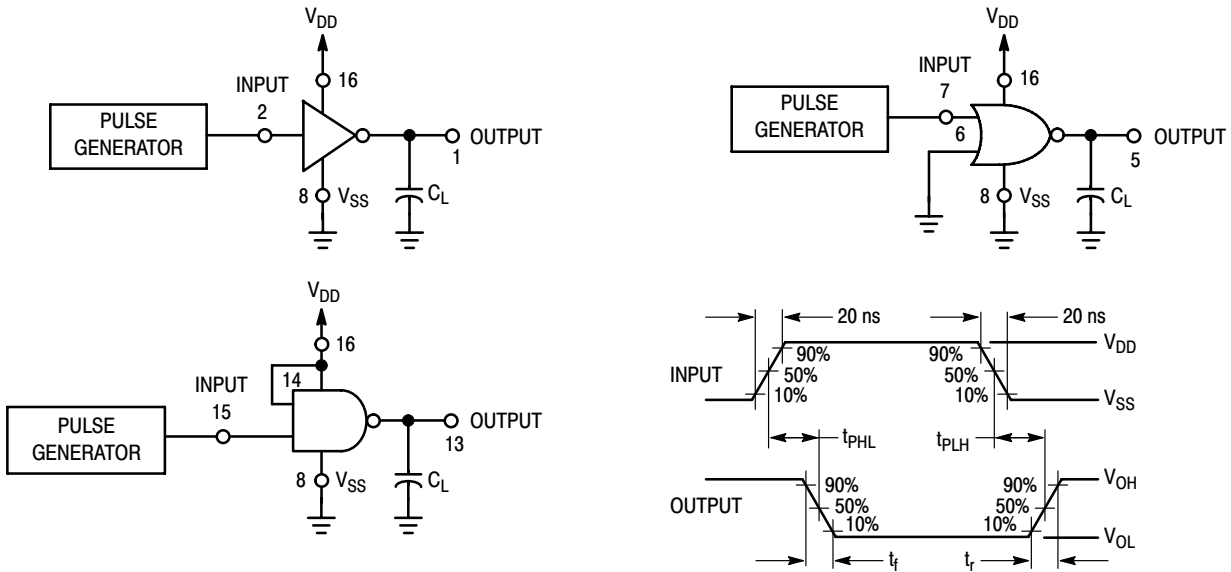 VDD
16
INPUT
2
PULSE
GENERATOR
OUTPUT
1
8
VSS
CL
VDD
16
INPUT
7
PULSE
GENERATOR
6
OUTPUT
5
8
VSS
CL
VDD
16
14
INPUT
15
PULSE
GENERATOR
OUTPUT
13
8
VSS
CL
20 ns
20 ns
INPUT
90%
50%
10%
90%
50%
10%
VDD
VSS
tPHL
tPLH
OUTPUT
90%
50%
10%
90%
50%
10%
VOH
VOL
tf
tr